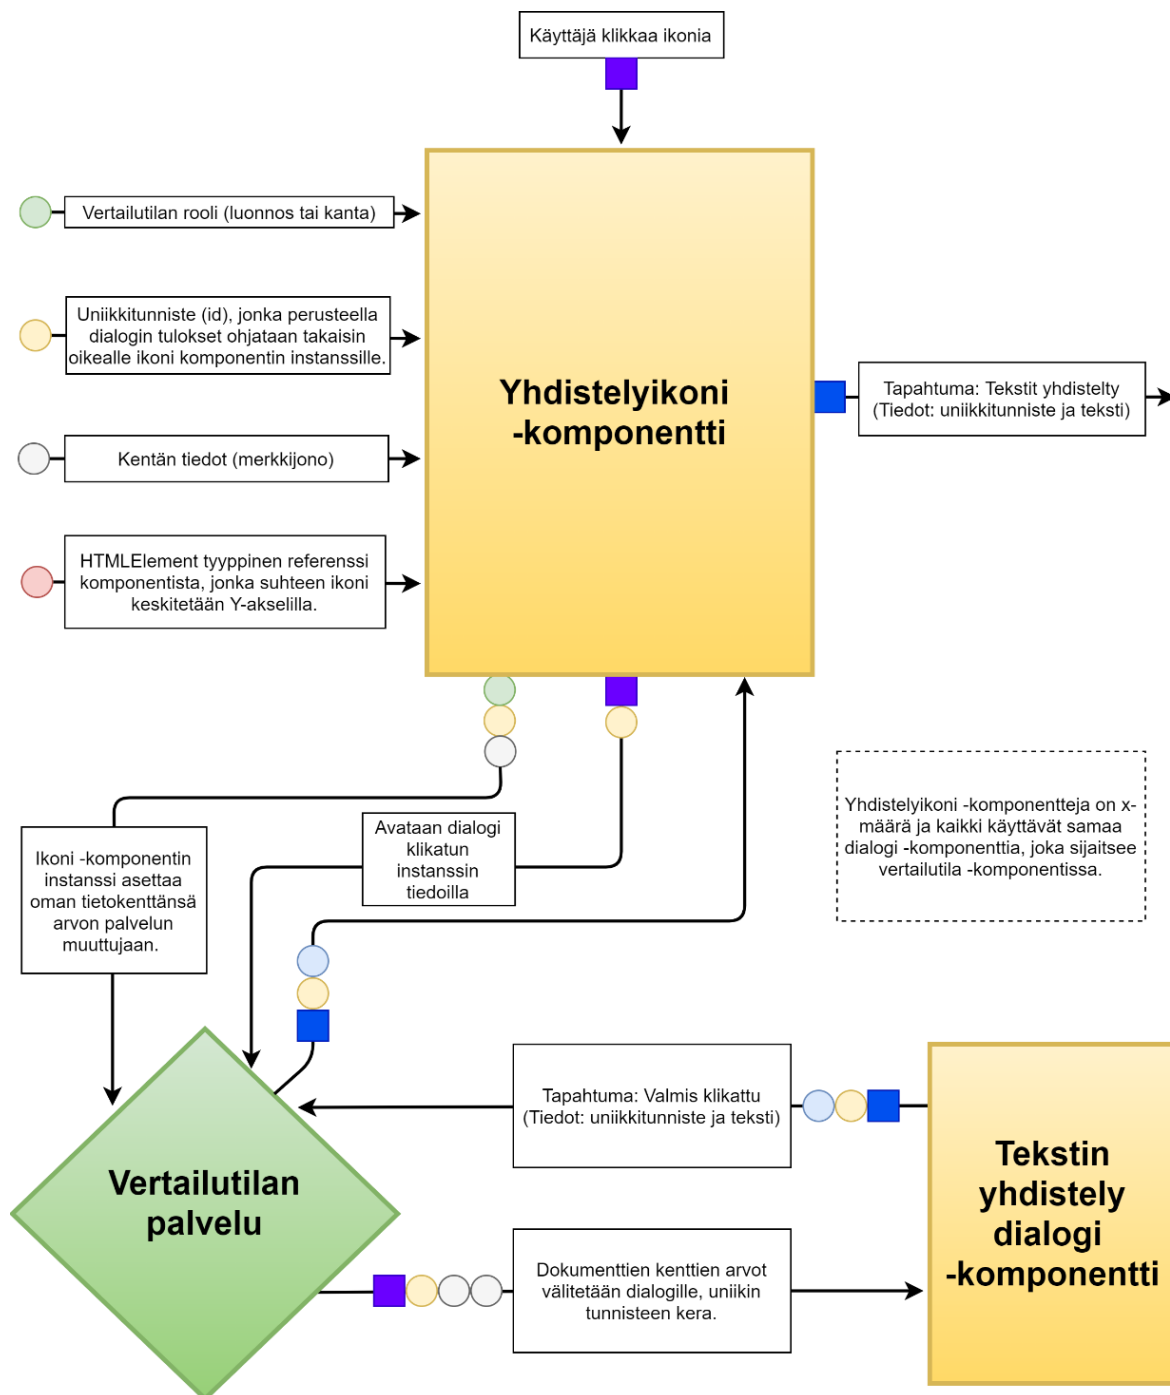 Käyttäjä klikkaa ikonia
Vertailutilan rooli (luonnos tai kanta)
Uniikkitunniste (id), jonka perusteella
dialogin tulokset ohjataan takaisin
oikealle ikoni komponentin instanssille.
Kentän tiedot (merkkijono)
HTMLElement tyyppinen referenssi
komponentista, jonka suhteen ikoni
keskitetään Y-akselilla.
Yhdistelyikoni
-komponentti
Tapahtuma: Tekstit yhdistelty
(Tiedot: uniikkitunniste ja teksti)
Ikoni -komponentin
instanssi asettaa
oman tietokenttänsä
arvon palvelun
muuttujaan.
Avataan dialogi
klikatun
instanssin
tiedoilla
Yhdistelyikoni -komponentteja on x-
määrä ja kaikki käyttävät samaa
dialogi -komponenttia, joka sijaitsee
vertailutila -komponentissa.
Tapahtuma: Valmis klikattu
(Tiedot: uniikkitunniste ja teksti)
Vertailutilan
palvelu
Tekstin
yhdistely
dialogi
-komponentti
Dokumenttien kenttien arvot
välitetään dialogille, uniikin
tunnisteen kera.